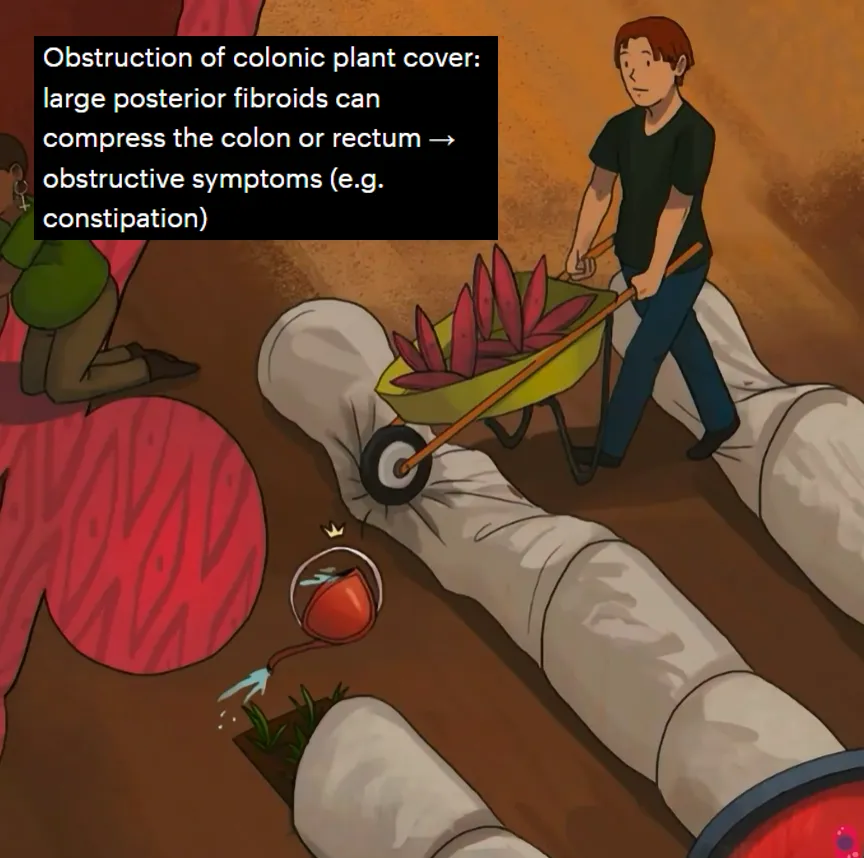 Obstruction of colonic plant cover:
large posterior fibroids can
compress the colon or rectum →
obstructive symptoms (e.g.
constipation)